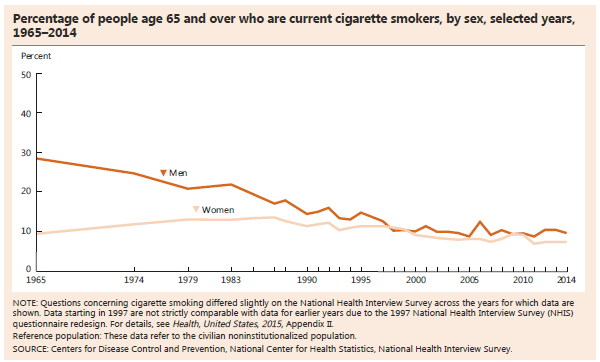 Percentage of people age 65 and over who are current cigarette smokers, by sex, selected years,
1965–2014
Percent
50
40
30
20
10
0
Men
Women
1965 1974 1979 1983 1990 1995 2000 2005 2010 2014
NOTE: Questions concerning cigarette smoking differed slightly on the National Health Interview Survey across the years for which data are
shown. Data starting in 1997 are not strictly comparable with data for earlier years due to the 1997 National Health Interview Survey (NHIS)
questionnaire redesign. For details, see Health, United States, 2015, Appendix II.
Reference population: These data refer to the civilian noninstitutionalized population.
SOURCE: Centers for Disease Control and Prevention, National Center for Health Statistics, National Health Interview Survey.